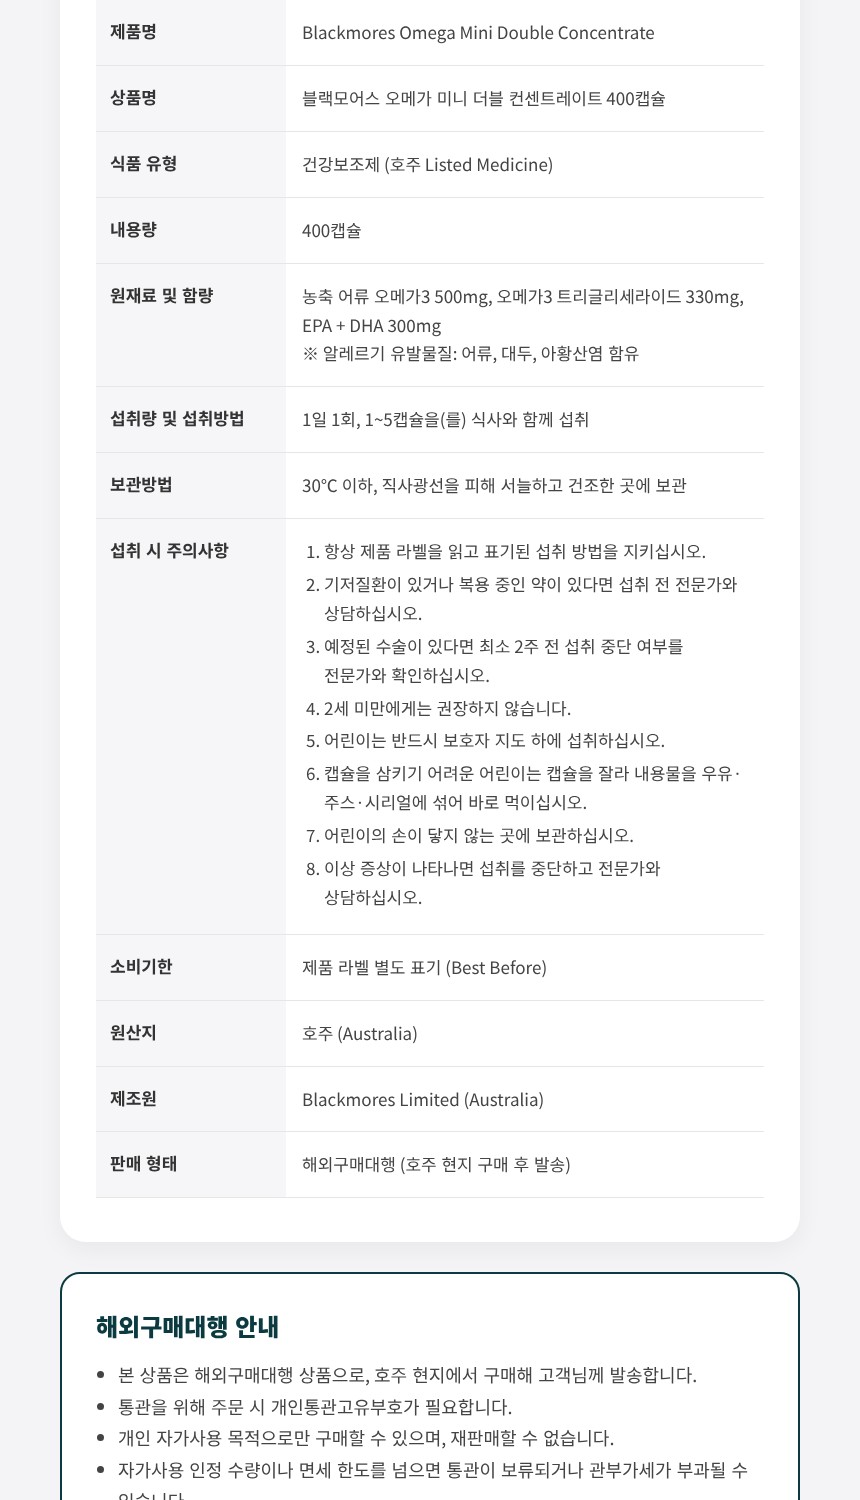 제품명
Blackmores Omega Mini Double Concentrate
상품명
블랙모어스 오메가 미니 더블 컨센트레이트 400캡슐
식품 유형
건강보조제 (호주 Listed Medicine)
내용량
400캡슐
원재료 및 함량
농축 어류 오메가3 500mg, 오메가3 트리글리세라이드 330mg,
EPA + DHA 300mg
※ 알레르기 유발물질: 어류, 대두, 아황산염 함유
섭취량 및 섭취방법
1일 1회, 1~5캡슐을(를) 식사와 함께 섭취
보관방법
30°C 이하, 직사광선을 피해 서늘하고 건조한 곳에 보관
섭취 시 주의사항
1. 항상 제품 라벨을 읽고 표기된 섭취 방법을 지키십시오.
2. 기저질환이 있거나 복용 중인 약이 있다면 섭취 전 전문가와
상담하십시오.
3. 예정된 수술이 있다면 최소 2주 전 섭취 중단 여부를
전문가와 확인하십시오.
4. 2세 미만에게는 권장하지 않습니다.
5. 어린이는 반드시 보호자 지도 하에 섭취하십시오.
6. 캡슐을 삼키기 어려운 어린이는 캡슐을 잘라 내용물을 우유·
주스·시리얼에 섞어 바로 먹이십시오.
7. 어린이의 손이 닿지 않는 곳에 보관하십시오.
8. 이상 증상이 나타나면 섭취를 중단하고 전문가와
상담하십시오.
소비기한
제품 라벨 별도 표기 (Best Before)
원산지
호주 (Australia)
제조원
Blackmores Limited (Australia)
판매 형태
해외구매대행 (호주 현지 구매 후 발송)
해외구매대행 안내
• 본 상품은 해외구매대행 상품으로, 호주 현지에서 구매해 고객님께 발송합니다.
• 통관을 위해 주문 시 개인통관고유부호가 필요합니다.
• 개인 자가사용 목적으로만 구매할 수 있으며, 재판매할 수 없습니다.
• 자가사용 인정 수량이나 면세 한도를 넘으면 통관이 보류되거나 관부가세가 부과될 수
있습니다